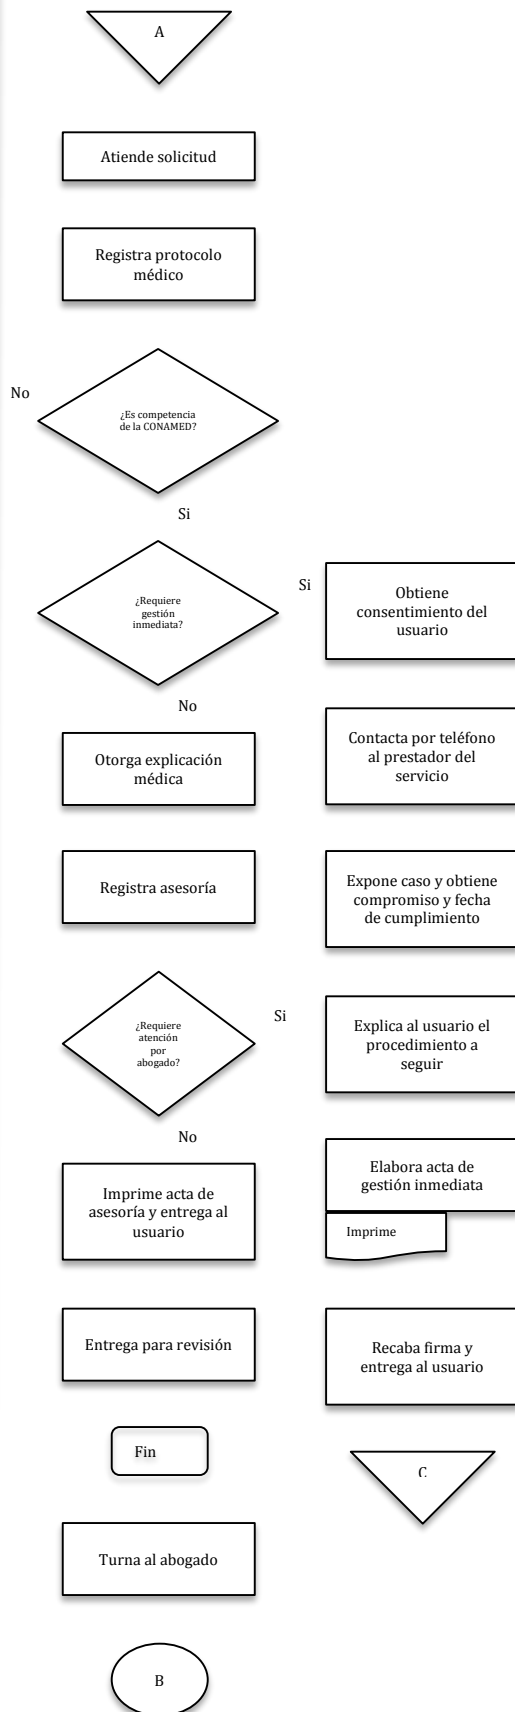 A
Atiende solicitud
Registra protocolo
médico
No
¿Es competencia
de la CONAMED?
Si
¿Requiere
gestión
inmediata?
Si
Obtiene
consentimiento del
usuario
No
Otorga explicación
médica
Contacta por teléfono
al prestador del
servicio
Registra asesoría
Expone caso y obtiene
compromiso y fecha
de cumplimiento
¿Requiere
atención
por
abogado?
Si
Explica al usuario el
procedimiento a
seguir
No
Imprime acta de
asesoría y entrega al
usuario
Elabora acta de
gestión inmediata
Imprime
Entrega para revisión
Recaba firma y
entrega al usuario
Fin
C
Turna al abogado
B